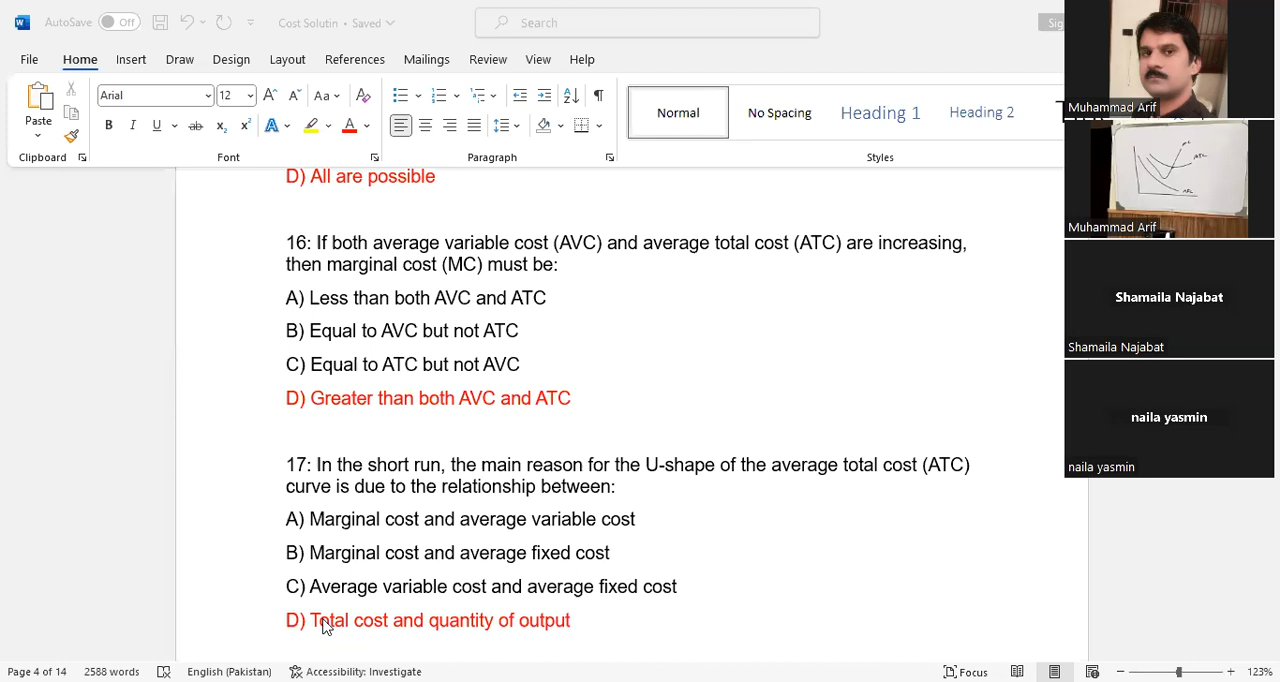 AutoSave Off Cost Solutin • Saved Search Sig
File Home Insert Draw Design Layout References Mailings Review View Help
Paste Arial 12 Aa Normal No Spacing Heading 1 Heading 2
Clipboard Font Paragraph Styles
D) All are possible
16: If both average variable cost (AVC) and average total cost (ATC) are increasing,
then marginal cost (MC) must be:
A) Less than both AVC and ATC
B) Equal to AVC but not ATC
C) Equal to ATC but not AVC
D) Greater than both AVC and ATC
17: In the short run, the main reason for the U-shape of the average total cost (ATC)
curve is due to the relationship between:
A) Marginal cost and average variable cost
B) Marginal cost and average fixed cost
C) Average variable cost and average fixed cost
D) Total cost and quantity of output
Page 4 of 14 2588 words English (Pakistan) Accessibility: Investigate Focus 123%
Muhammad Arif
Muhammad Arif
Shamaila Najabat
Shamaila Najabat
naila yasmin
naila yasmin